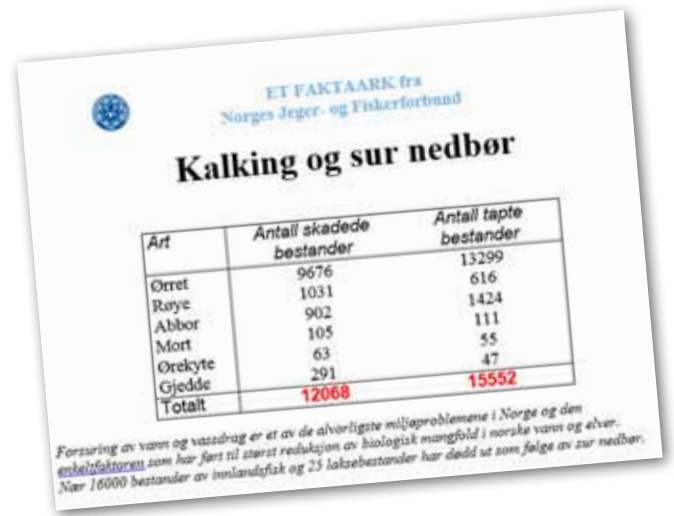 ET FAKTAARK fra
Norges Jeger- og Fiskerforbund
Kalking og sur nedbør
Art Antall skadede bestander Antall tapte bestander
Ørret 9676 13299
Røye 1031 616
Abbor 902 1424
Mort 105 111
Ørekyte 63 55
Gjedde 291 47
Totalt 12068 15552
Forsuring av vann og vassdrag er et av de alvorligste miljøproblemene i Norge og den
enkeltfaktoren som har ført til størst reduksjon av biologisk mangfold i norske vann og elver.
Nær 16000 bestander av innlandsfisk og 25 laksebestander har dødd ut som følge av sur nedbør.